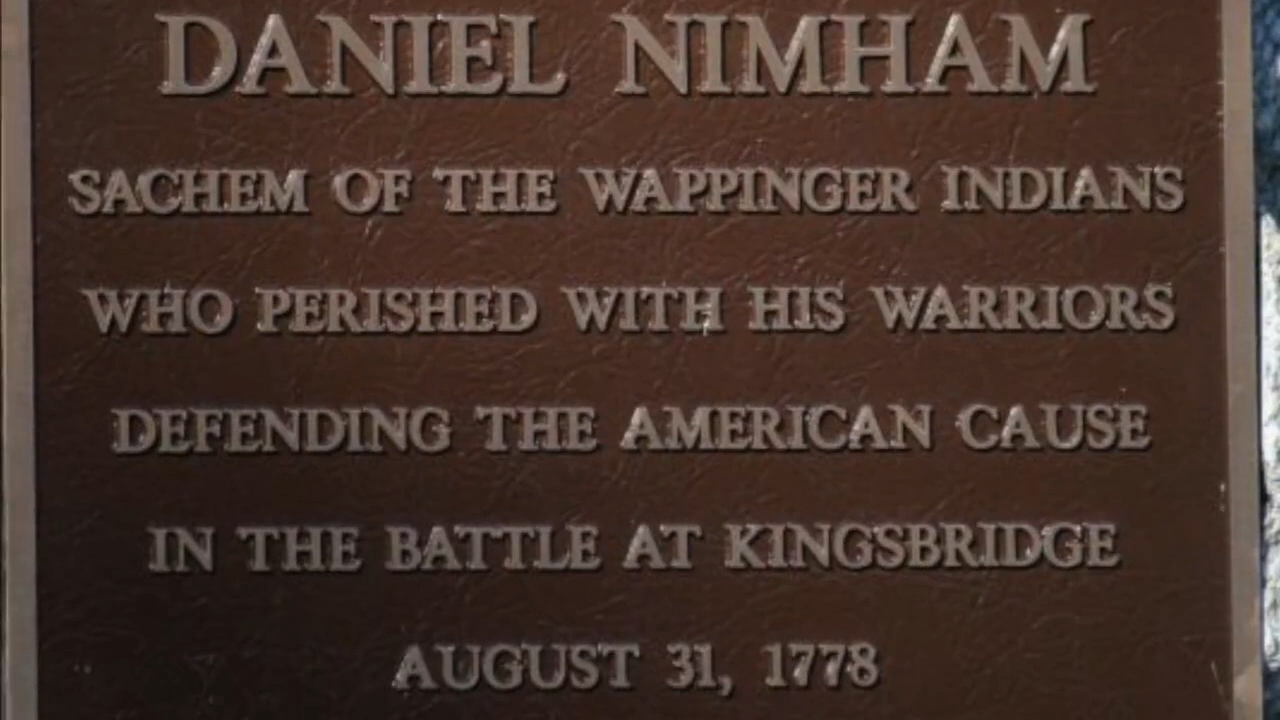 DANIEL NIMHAM
SACHEM OF THE WAPPINGER INDIANS
WHO PERISHED WITH HIS WARRIORS
DEFENDING THE AMERICAN CAUSE
IN THE BATTLE AT KINGSBRIDGE
AUGUST 31, 1778